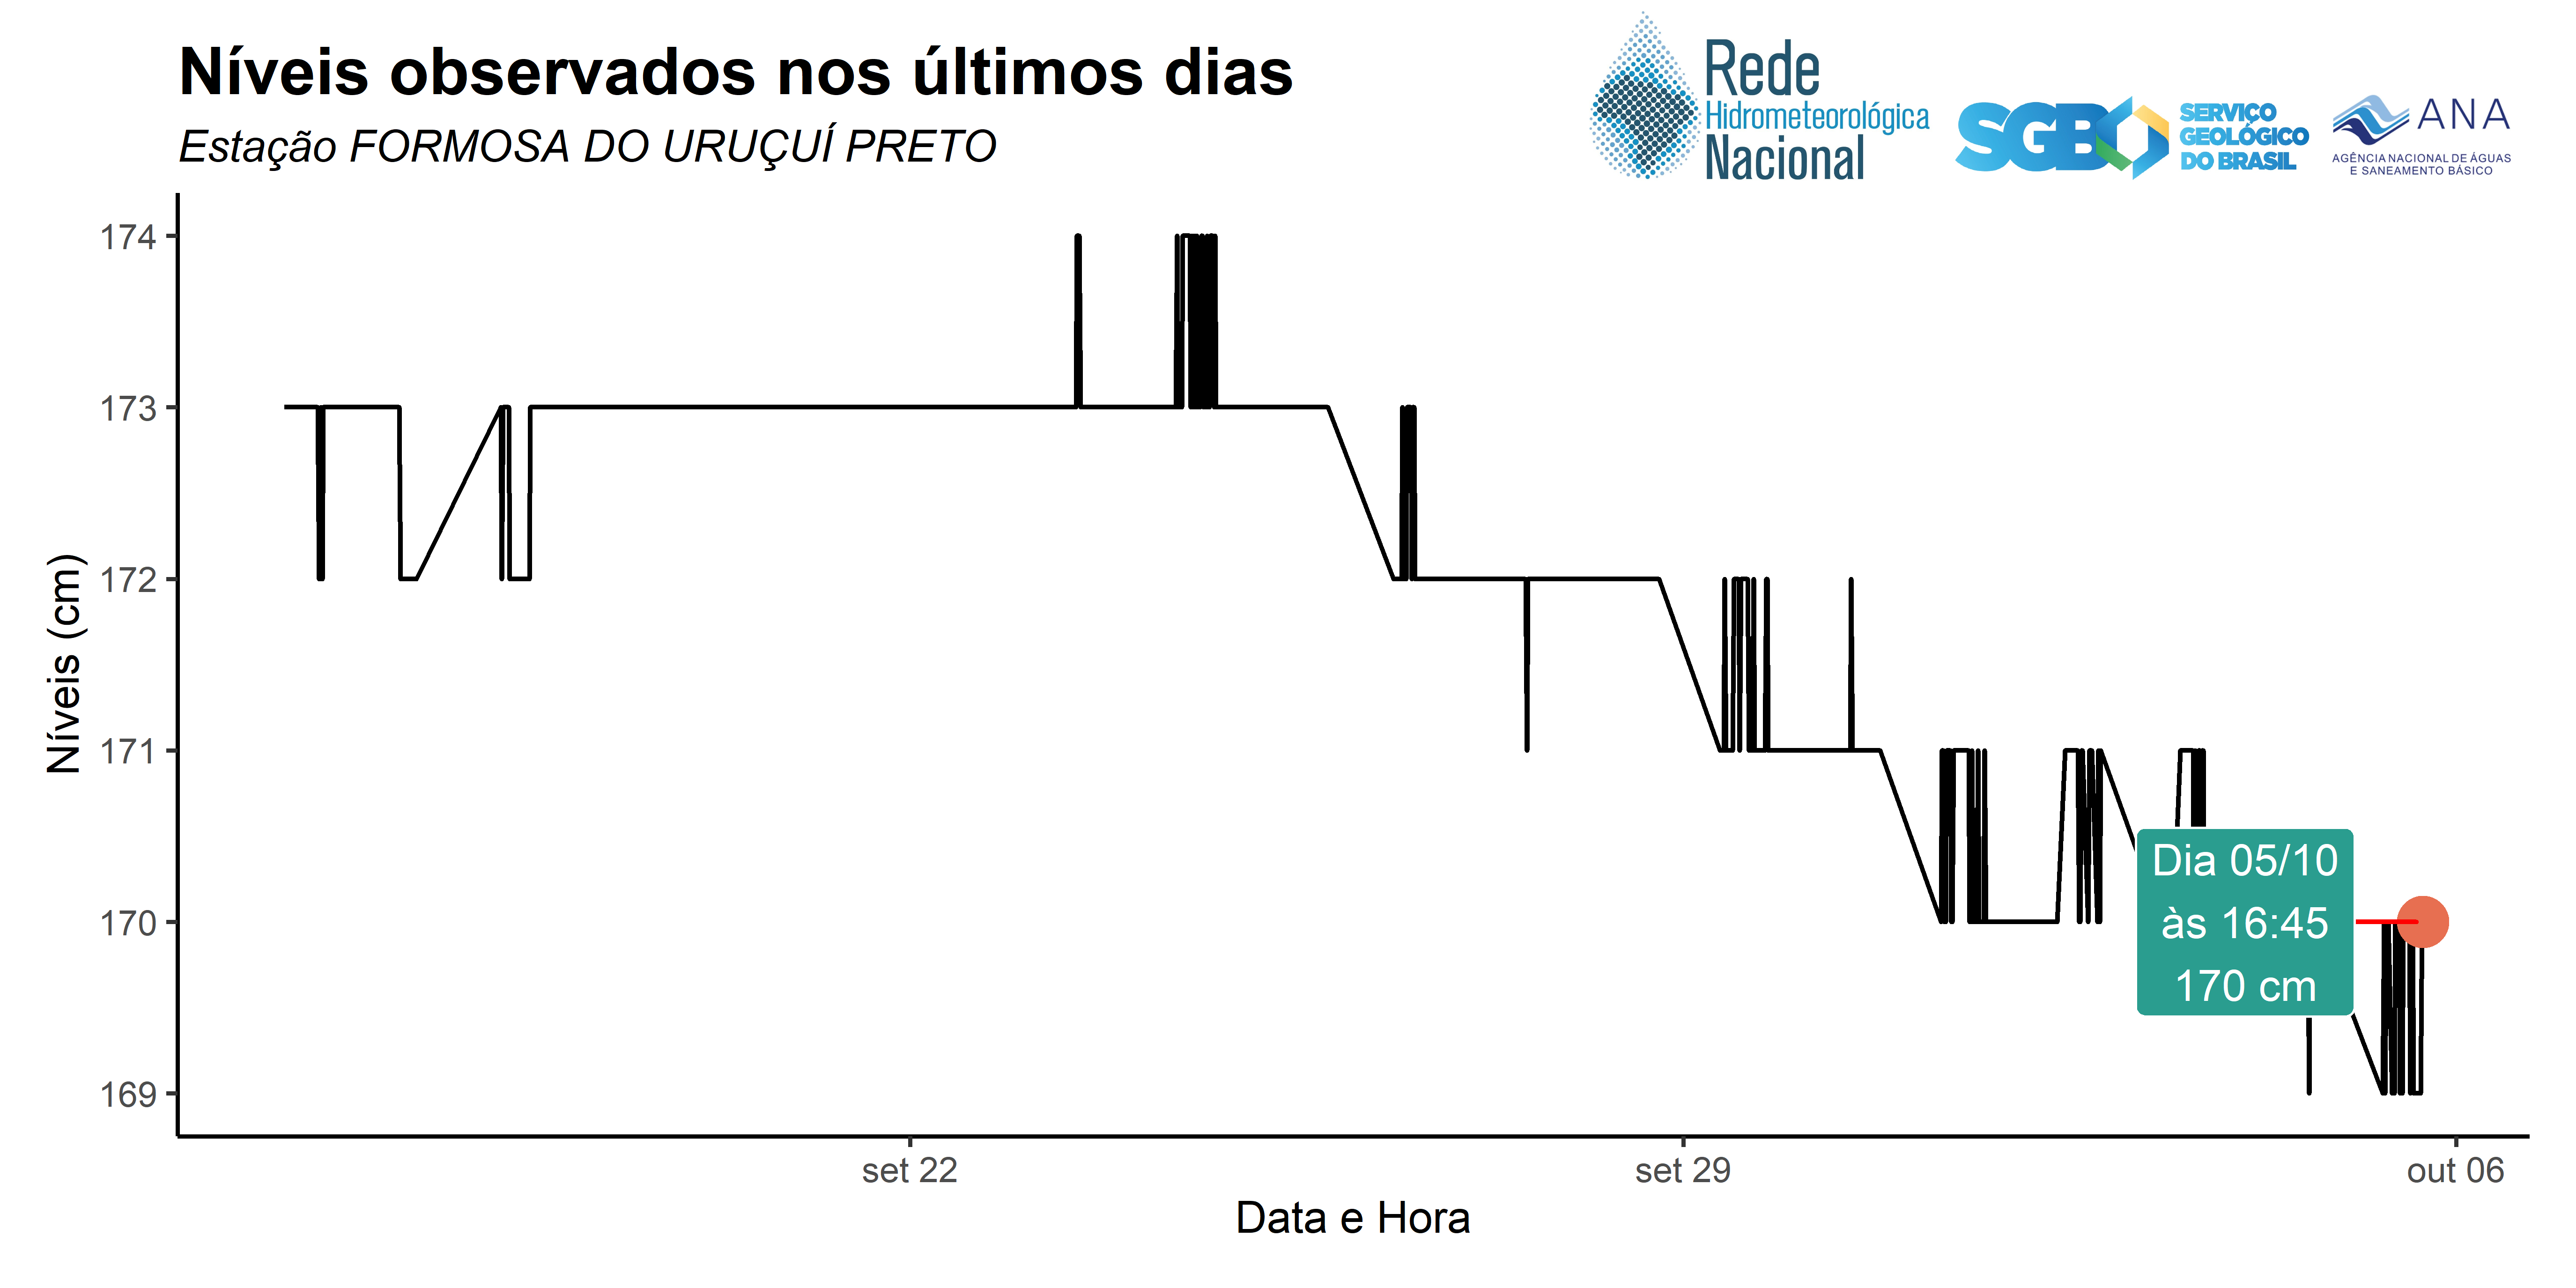 Níveis observados nos últimos dias
Estação FORMOSA DO URUÇUÍ PRETO
Rede
Hidrometeorológica
Nacional
SGB
SERVIÇO
GEOLÓGICO
DO BRASIL
ANA
AGÊNCIA NACIONAL DE ÁGUAS
E SANEAMENTO BÁSICO
Níveis (cm)
174
173
172
171
170
169
Dia 05/10
às 16:45
170 cm
set 22
set 29
out 06
Data e Hora